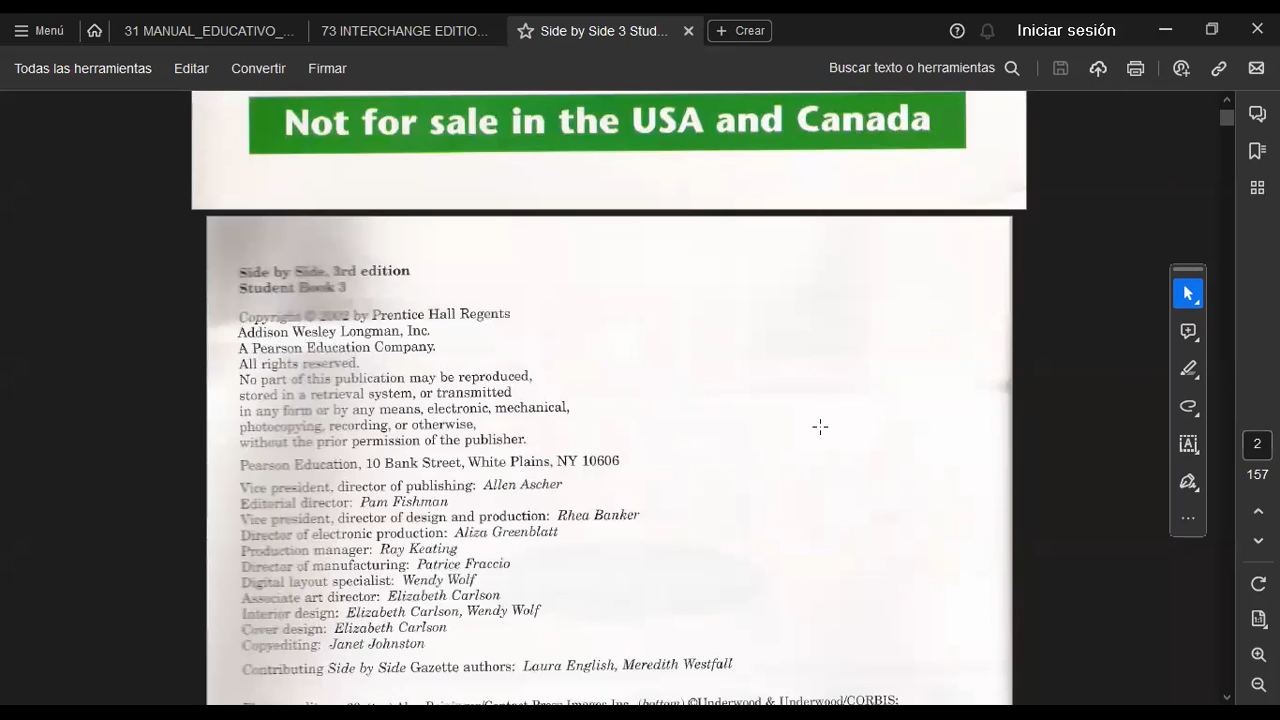 Menú
31 MANUAL_EDUCATIVO_...
73 INTERCHANGE EDITIO...
Side by Side 3 Stud...
Crear
Iniciar sesión
Todas las herramientas
Editar
Convertir
Firmar
Buscar texto o herramientas
Not for sale in the USA and Canada
Side by Side, 3rd edition
Student Book 3
Copyright © 2002 by Prentice Hall Regents
Addison Wesley Longman, Inc.
A Pearson Education Company.
All rights reserved.
No part of this publication may be reproduced,
stored in a retrieval system, or transmitted
in any form or by any means, electronic, mechanical,
photocopying, recording, or otherwise,
without the prior permission of the publisher.
Pearson Education, 10 Bank Street, White Plains, NY 10606
Vice president, director of publishing: Allen Ascher
Editorial director: Pam Fishman
Vice president, director of design and production: Rhea Banker
Director of electronic production: Aliza Greenblatt
Production manager: Ray Keating
Director of manufacturing: Patrice Fraccio
Digital layout specialist: Wendy Wolf
Associate art director: Elizabeth Carlson
Interior design: Elizabeth Carlson, Wendy Wolf
Cover design: Elizabeth Carlson
Copyediting: Janet Johnston
Contributing Side by Side Gazette authors: Laura English, Meredith Westfall
(bottom) ©Underwood & Underwood/CORBIS;
2
157